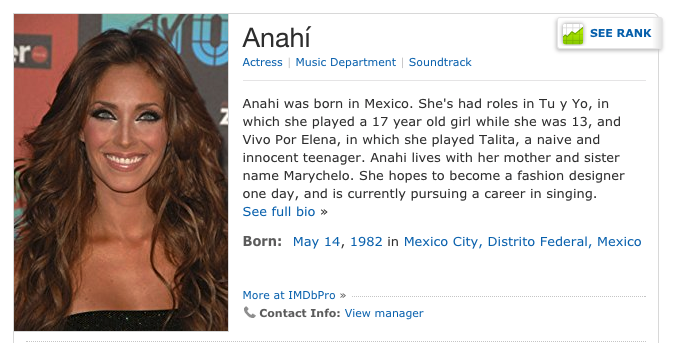 Anahí
SEE RANK
Actress | Music Department | Soundtrack
Anahi was born in Mexico. She's had roles in Tu y Yo, in
which she played a 17 year old girl while she was 13, and
Vivo Por Elena, in which she played Talita, a naive and
innocent teenager. Anahi lives with her mother and sister
name Marychelo. She hopes to become a fashion designer
one day, and is currently pursuing a career in singing.
See full bio »
Born: May 14, 1982 in Mexico City, Distrito Federal, Mexico
More at IMDbPro »
Contact Info: View manager